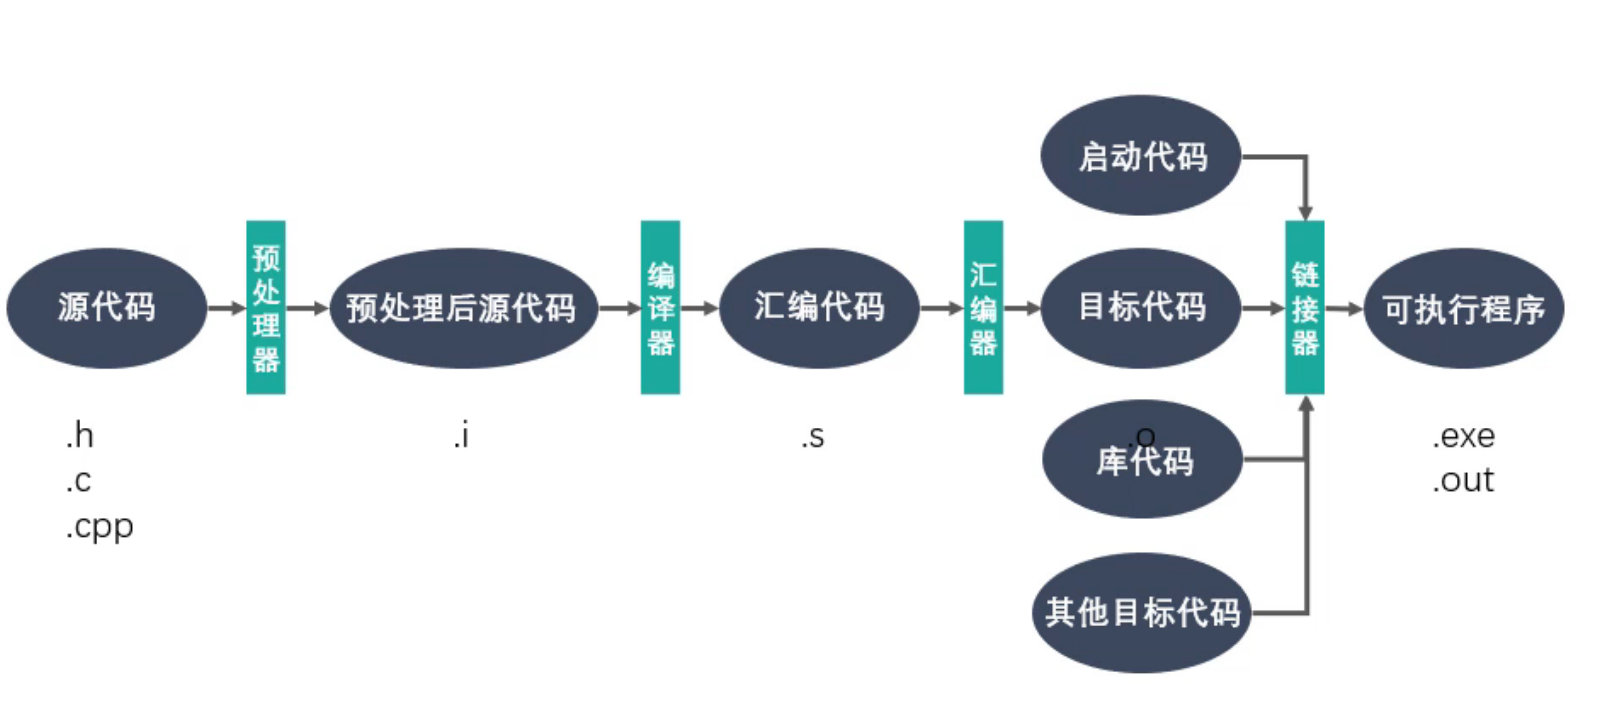 启动代码
源代码
预处理器
预处理后源代码
编译器
汇编代码
汇编器
目标代码
链接器
可执行程序
.h
.c
.cpp
.i
.s
.o
库代码
.exe
.out
其他目标代码